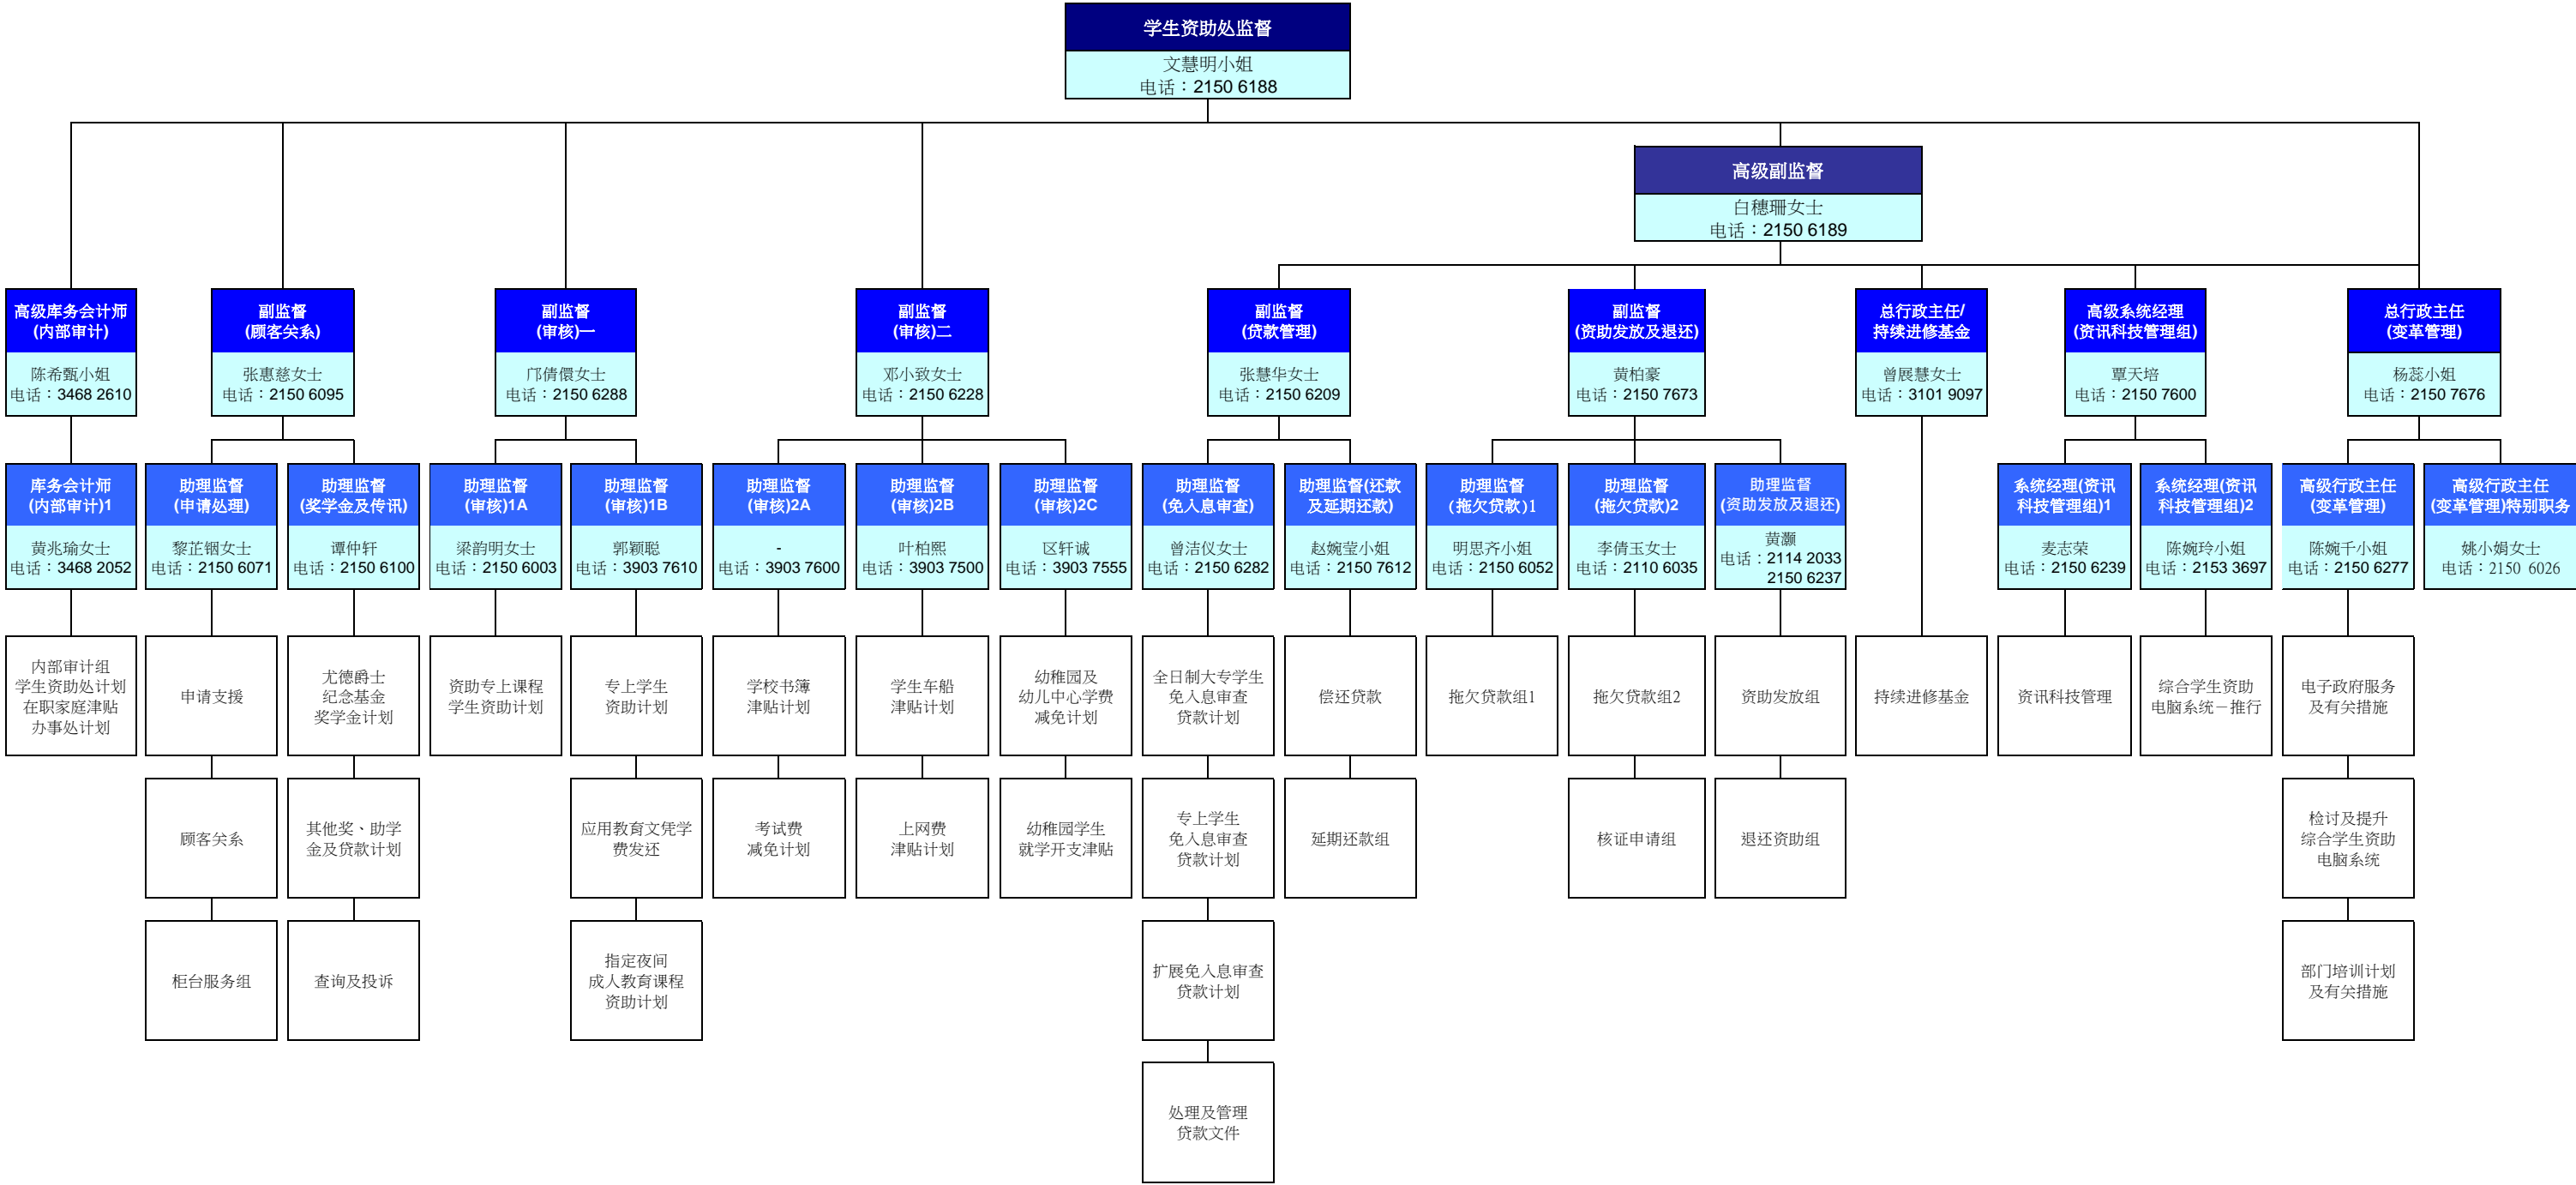 学生资助处监督
文慧明小姐
电话：2150 6188
高级副监督
白穗珊女士
电话：2150 6189
高级库务会计师
(内部审计)
陈希甄小姐
电话：3468 2610
副监督
(顾客关系)
张惠慈女士
电话：2150 6095
副监督
(审核)一
邝倩儇女士
电话：2150 6288
副监督
(审核)二
邓小致女士
电话：2150 6228
副监督
(贷款管理)
张慧华女士
电话：2150 6209
副监督
(资助发放及退还)
黄柏豪
电话：2150 7673
总行政主任/
持续进修基金
曾展慧女士
电话：3101 9097
高级系统经理
(资讯科技管理组)
覃天培
电话：2150 7600
总行政主任
(变革管理)
杨蕊小姐
电话：2150 7676
库务会计师
(内部审计)1
黄兆瑜女士
电话：3468 2052
助理监督
(申请处理)
黎芷铟女士
电话：2150 6071
助理监督
(奖学金及传讯)
谭仲轩
电话：2150 6100
助理监督
(审核)1A
梁韵明女士
电话：2150 6003
助理监督
(审核)1B
郭颖聪
电话：3903 7610
助理监督
(审核)2A
-
电话：3903 7600
助理监督
(审核)2B
叶柏熙
电话：3903 7500
助理监督
(审核)2C
区轩诚
电话：3903 7555
助理监督
(免入息审查)
曾洁仪女士
电话：2150 6282
助理监督(还款
及延期还款)
赵婉莹小姐
电话：2150 7612
助理监督
(拖欠贷款)1
明思齐小姐
电话：2150 6052
助理监督
(拖欠贷款)2
李倩玉女士
电话：2110 6035
助理监督
(资助发放及退还)
黄灏
电话：2114 2033
2150 6237
系统经理(资讯
科技管理组)1
麦志荣
电话：2150 6239
系统经理(资讯
科技管理组)2
陈婉玲小姐
电话：2153 3697
高级行政主任
(变革管理)
陈婉千小姐
电话：2150 6277
高级行政主任
(变革管理)特别职务
姚小娟女士
电话：2150 6026
内部审计组
学生资助处计划
在职家庭津贴
办事处计划
申请支援
尤德爵士
纪念基金
奖学金计划
资助专上课程
学生资助计划
专上学生
资助计划
学校书簿
津贴计划
学生车船
津贴计划
幼稚园及
幼儿中心学费
减免计划
全日制大专学生
免入息审查
贷款计划
偿还贷款
拖欠贷款组1
拖欠贷款组2
资助发放组
持续进修基金
资讯科技管理
综合学生资助
电脑系统－推行
电子政府服务
及有关措施
顾客关系
其他奖、助学
金及贷款计划
应用教育文凭学
费发还
考试费
减免计划
上网费
津贴计划
幼稚园学生
就学开支津贴
专上学生
免入息审查
贷款计划
延期还款组
核证申请组
退还资助组
检讨及提升
综合学生资助
电脑系统
柜台服务组
查询及投诉
指定夜间
成人教育课程
资助计划
扩展免入息审查
贷款计划
部门培训计划
及有关措施
处理及管理
贷款文件